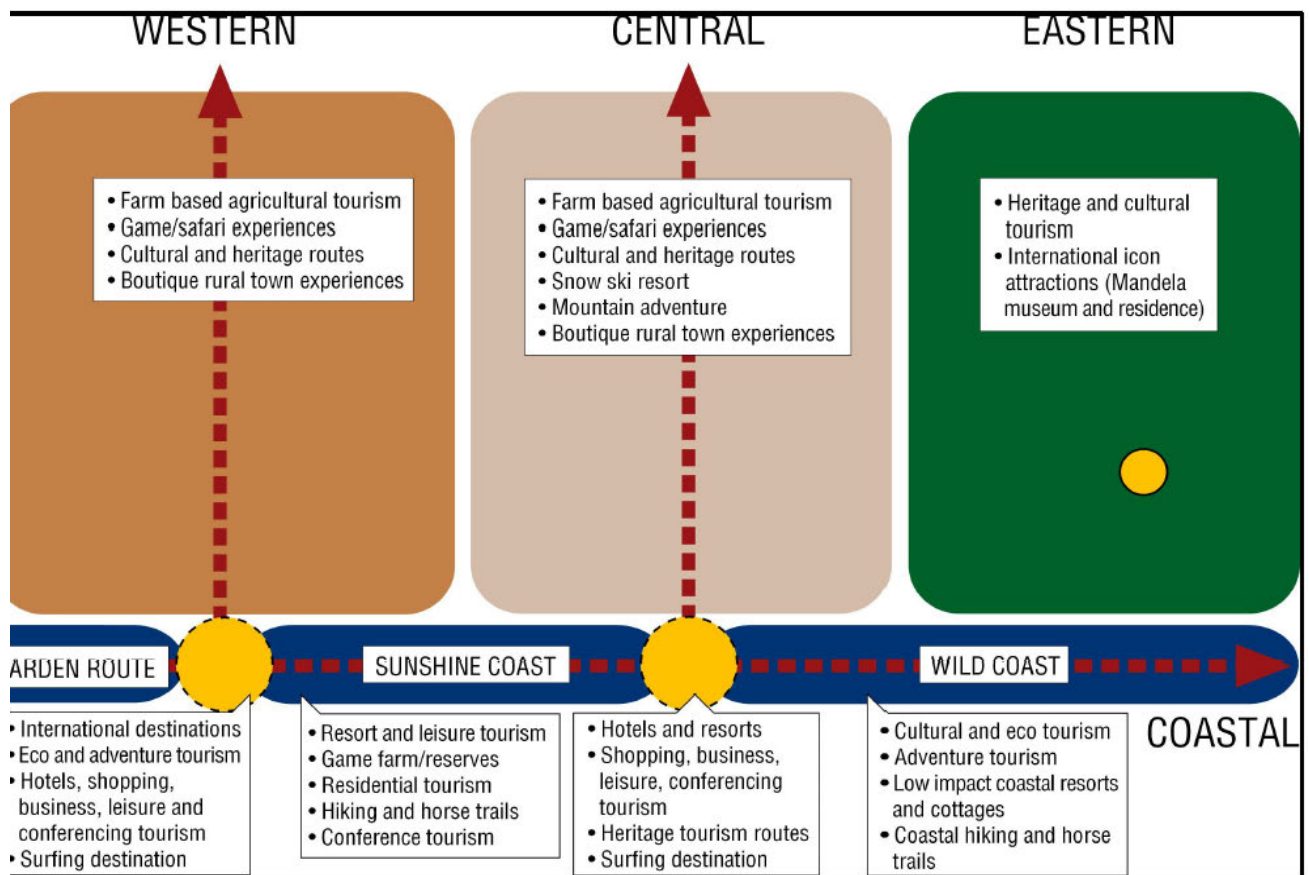 WESTERN
CENTRAL
EASTERN
• Farm based agricultural tourism
• Game/safari experiences
• Cultural and heritage routes
• Boutique rural town experiences
• Farm based agricultural tourism
• Game/safari experiences
• Cultural and heritage routes
• Snow ski resort
• Mountain adventure
• Boutique rural town experiences
• Heritage and cultural
tourism
• International icon
attractions (Mandela
museum and residence)
ARDEN ROUTE
SUNSHINE COAST
WILD COAST
COASTAL
• International destinations
• Eco and adventure tourism
• Hotels, shopping,
business, leisure and
conferencing tourism
• Surfing destination
• Resort and leisure tourism
• Game farm/reserves
• Residential tourism
• Hiking and horse trails
• Conference tourism
• Hotels and resorts
• Shopping, business,
leisure, conferencing
tourism
• Heritage tourism routes
• Surfing destination
• Cultural and eco tourism
• Adventure tourism
• Low impact coastal resorts
and cottages
• Coastal hiking and horse
trails